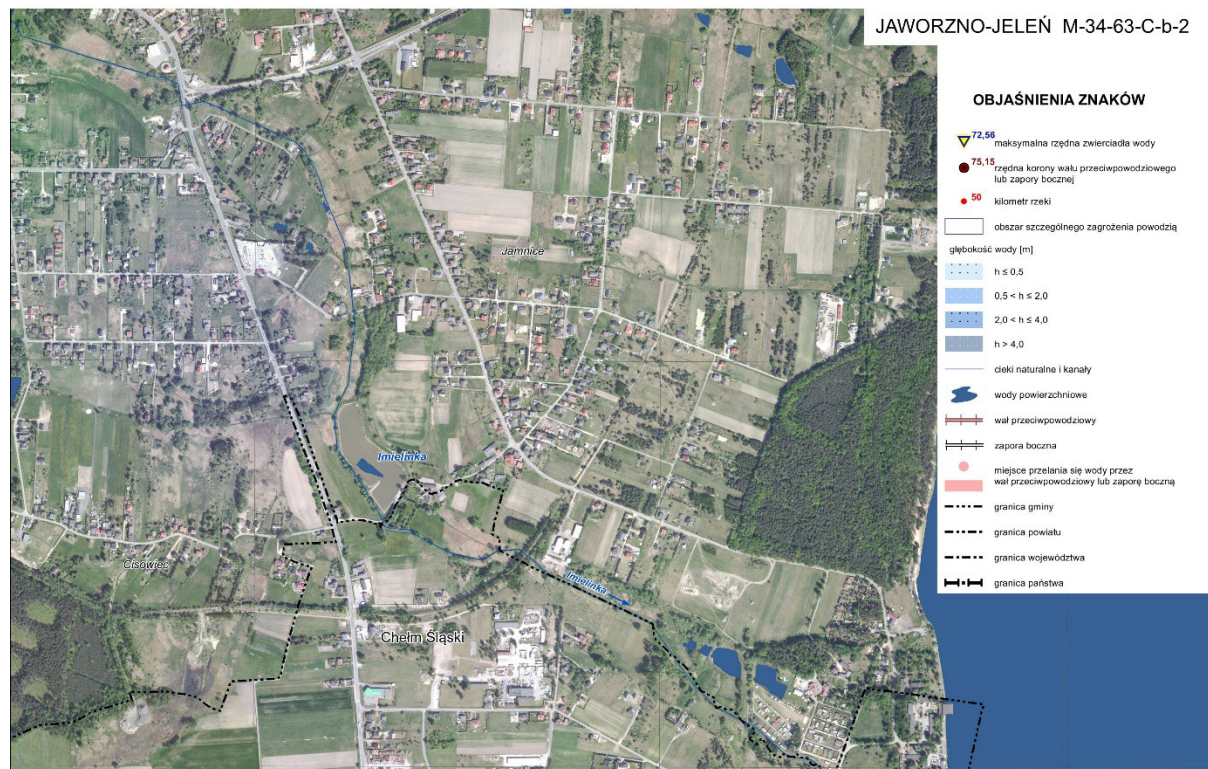 JAWORZNO-JELEŃ M-34-63-C-b-2
OBJAŚNIENIA ZNAKÓW
72,56
maksymalna rzędna zwierciadła wody
75,15
rzędna korony wału przeciwpowodziowego
lub zapory bocznej
50
kilometr rzeki
obszar szczególnego zagrożenia powodzią
głębokość wody [m]
h ≤ 0,5
0,5 < h ≤ 2,0
2,0 < h ≤ 4,0
h > 4,0
cieki naturalne i kanały
wody powierzchniowe
wał przeciwpowodziowy
zapora boczna
miejsce przelania się wody przez
wał przeciwpowodziowy lub zaporę boczną
granica gminy
granica powiatu
granica województwa
granica państwa
Jamnice
Imielinka
Cisowiec
Imielinka
Chełm Śląski